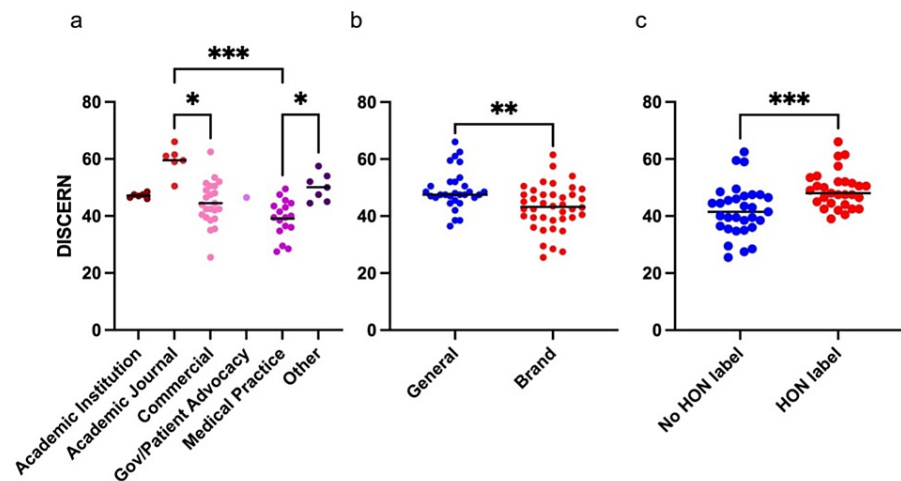 a
b
c
***
*
*
**
***
DISCERN
80
60
40
20
0
80
60
40
20
0
80
60
40
20
0
Academic Institution
Academic Journal
Commercial
Gov/Patient Advocacy
Medical Practice
Other
General
Brand
No HON label
HON label